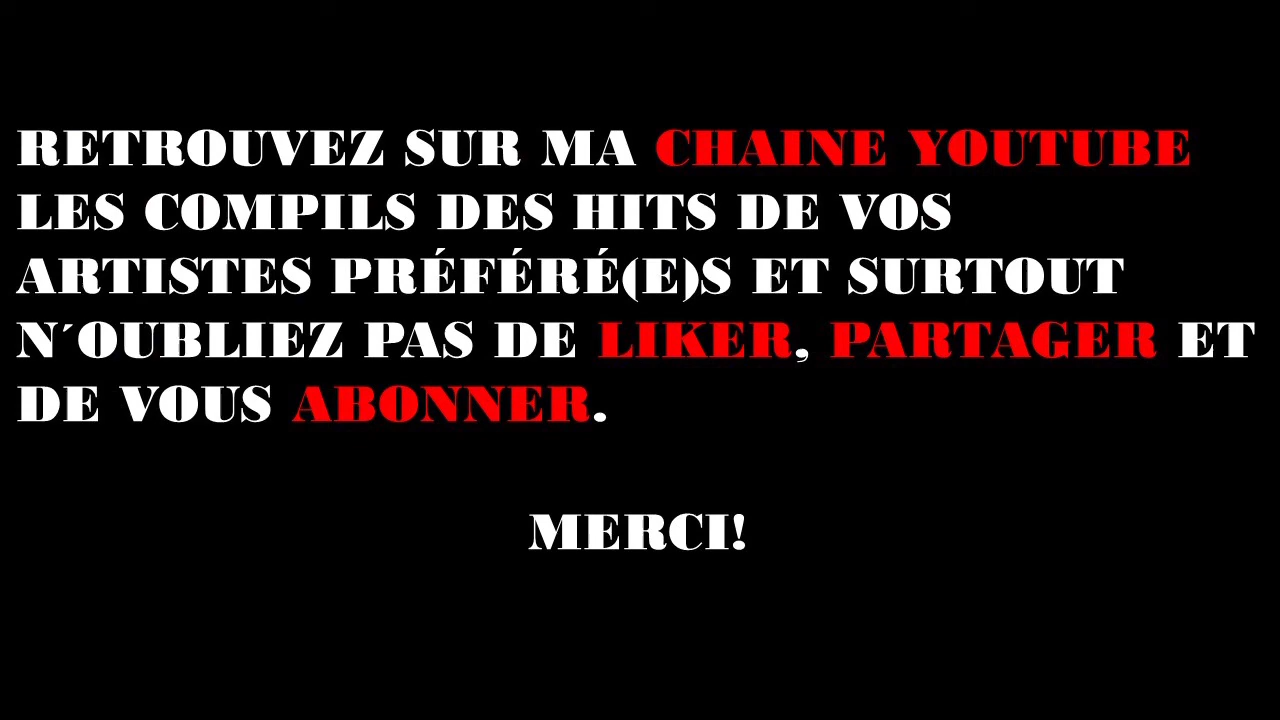 RETROUVEZ SUR MA CHAINE YOUTUBE
LES COMPILS DES HITS DE VOS
ARTISTES PRÉFÉRÉ(E)S ET SURTOUT
N´OUBLIEZ PAS DE LIKER, PARTAGER ET
DE VOUS ABONNER.
MERCI!